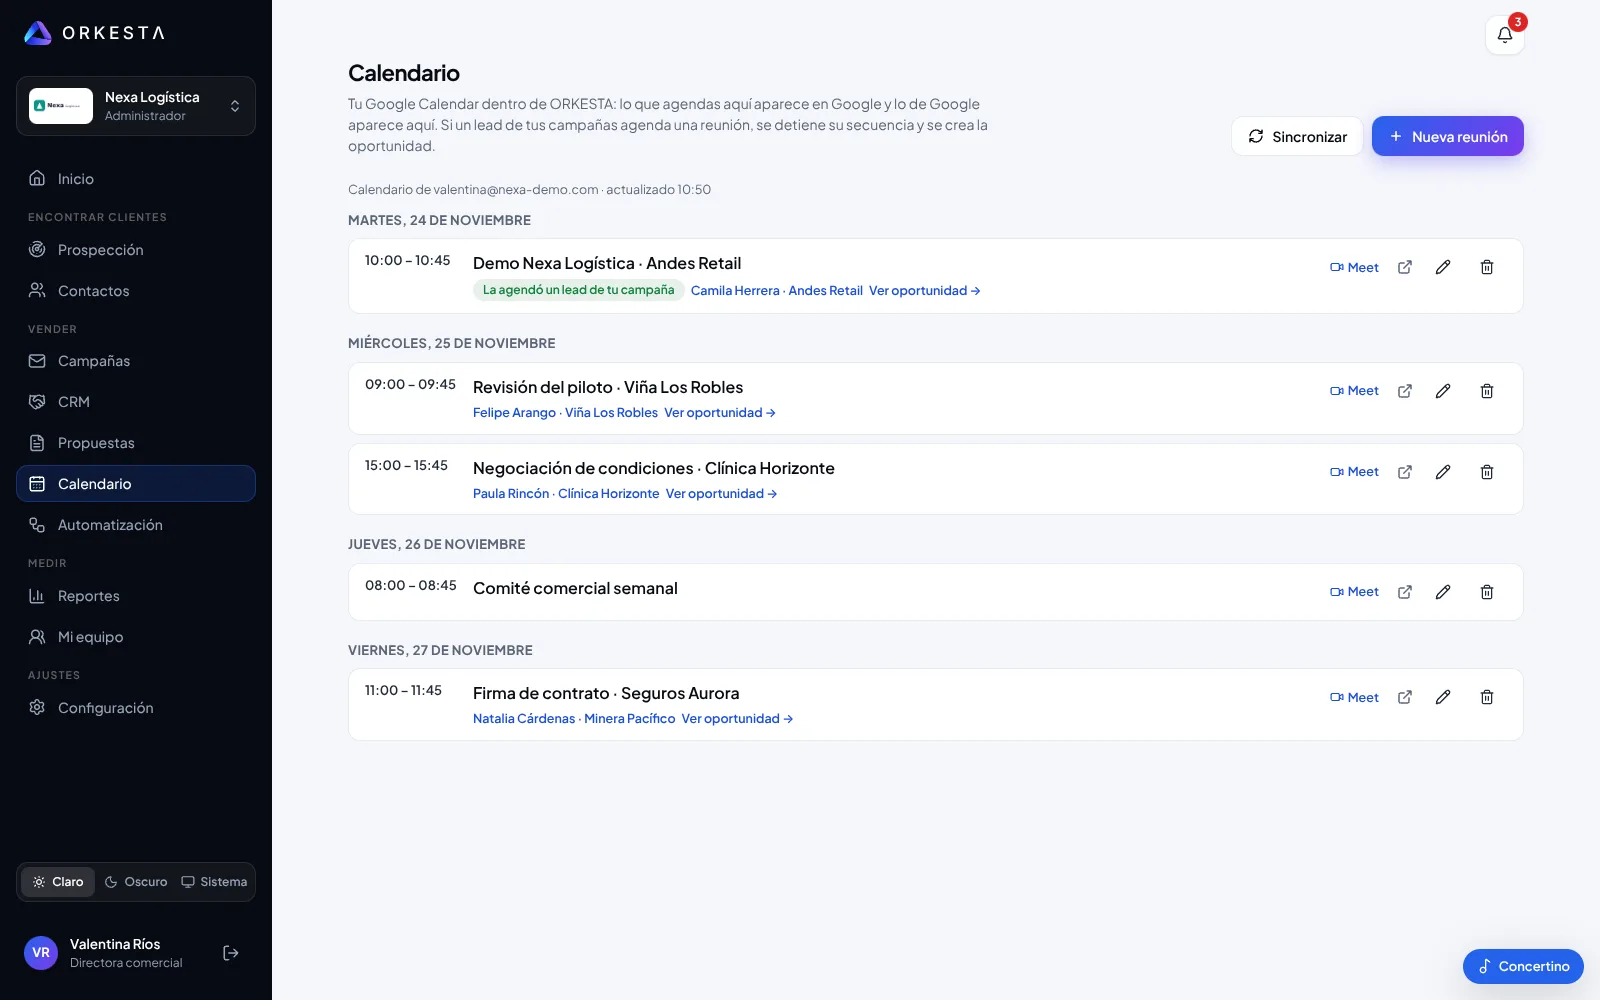 ORKESTA
Nexa
Nexa Logística
Administrador
Inicio
ENCONTRAR CLIENTES
Prospección
Contactos
VENDER
Campañas
CRM
Propuestas
Calendario
Automatización
MEDIR
Reportes
Mi equipo
AJUSTES
Configuración
Claro
Oscuro
Sistema
VR
Valentina Ríos
Directora comercial
3
Calendario
Tu Google Calendar dentro de ORKESTA: lo que agendas aquí aparece en Google y lo de Google
aparece aquí. Si un lead de tus campañas agenda una reunión, se detiene su secuencia y se crea la
oportunidad.
Sincronizar
Nueva reunión
Calendario de valentina@nexa-demo.com · actualizado 10:50
MARTES, 24 DE NOVIEMBRE
10:00 – 10:45 Demo Nexa Logística · Andes Retail Meet
La agendó un lead de tu campaña Camila Herrera · Andes Retail Ver oportunidad →
MIÉRCOLES, 25 DE NOVIEMBRE
09:00 – 09:45 Revisión del piloto · Viña Los Robles Meet
Felipe Arango · Viña Los Robles Ver oportunidad →
15:00 – 15:45 Negociación de condiciones · Clínica Horizonte Meet
Paula Rincón · Clínica Horizonte Ver oportunidad →
JUEVES, 26 DE NOVIEMBRE
08:00 – 08:45 Comité comercial semanal Meet
VIERNES, 27 DE NOVIEMBRE
11:00 – 11:45 Firma de contrato · Seguros Aurora Meet
Natalia Cárdenas · Minera Pacífico Ver oportunidad →
Concertino